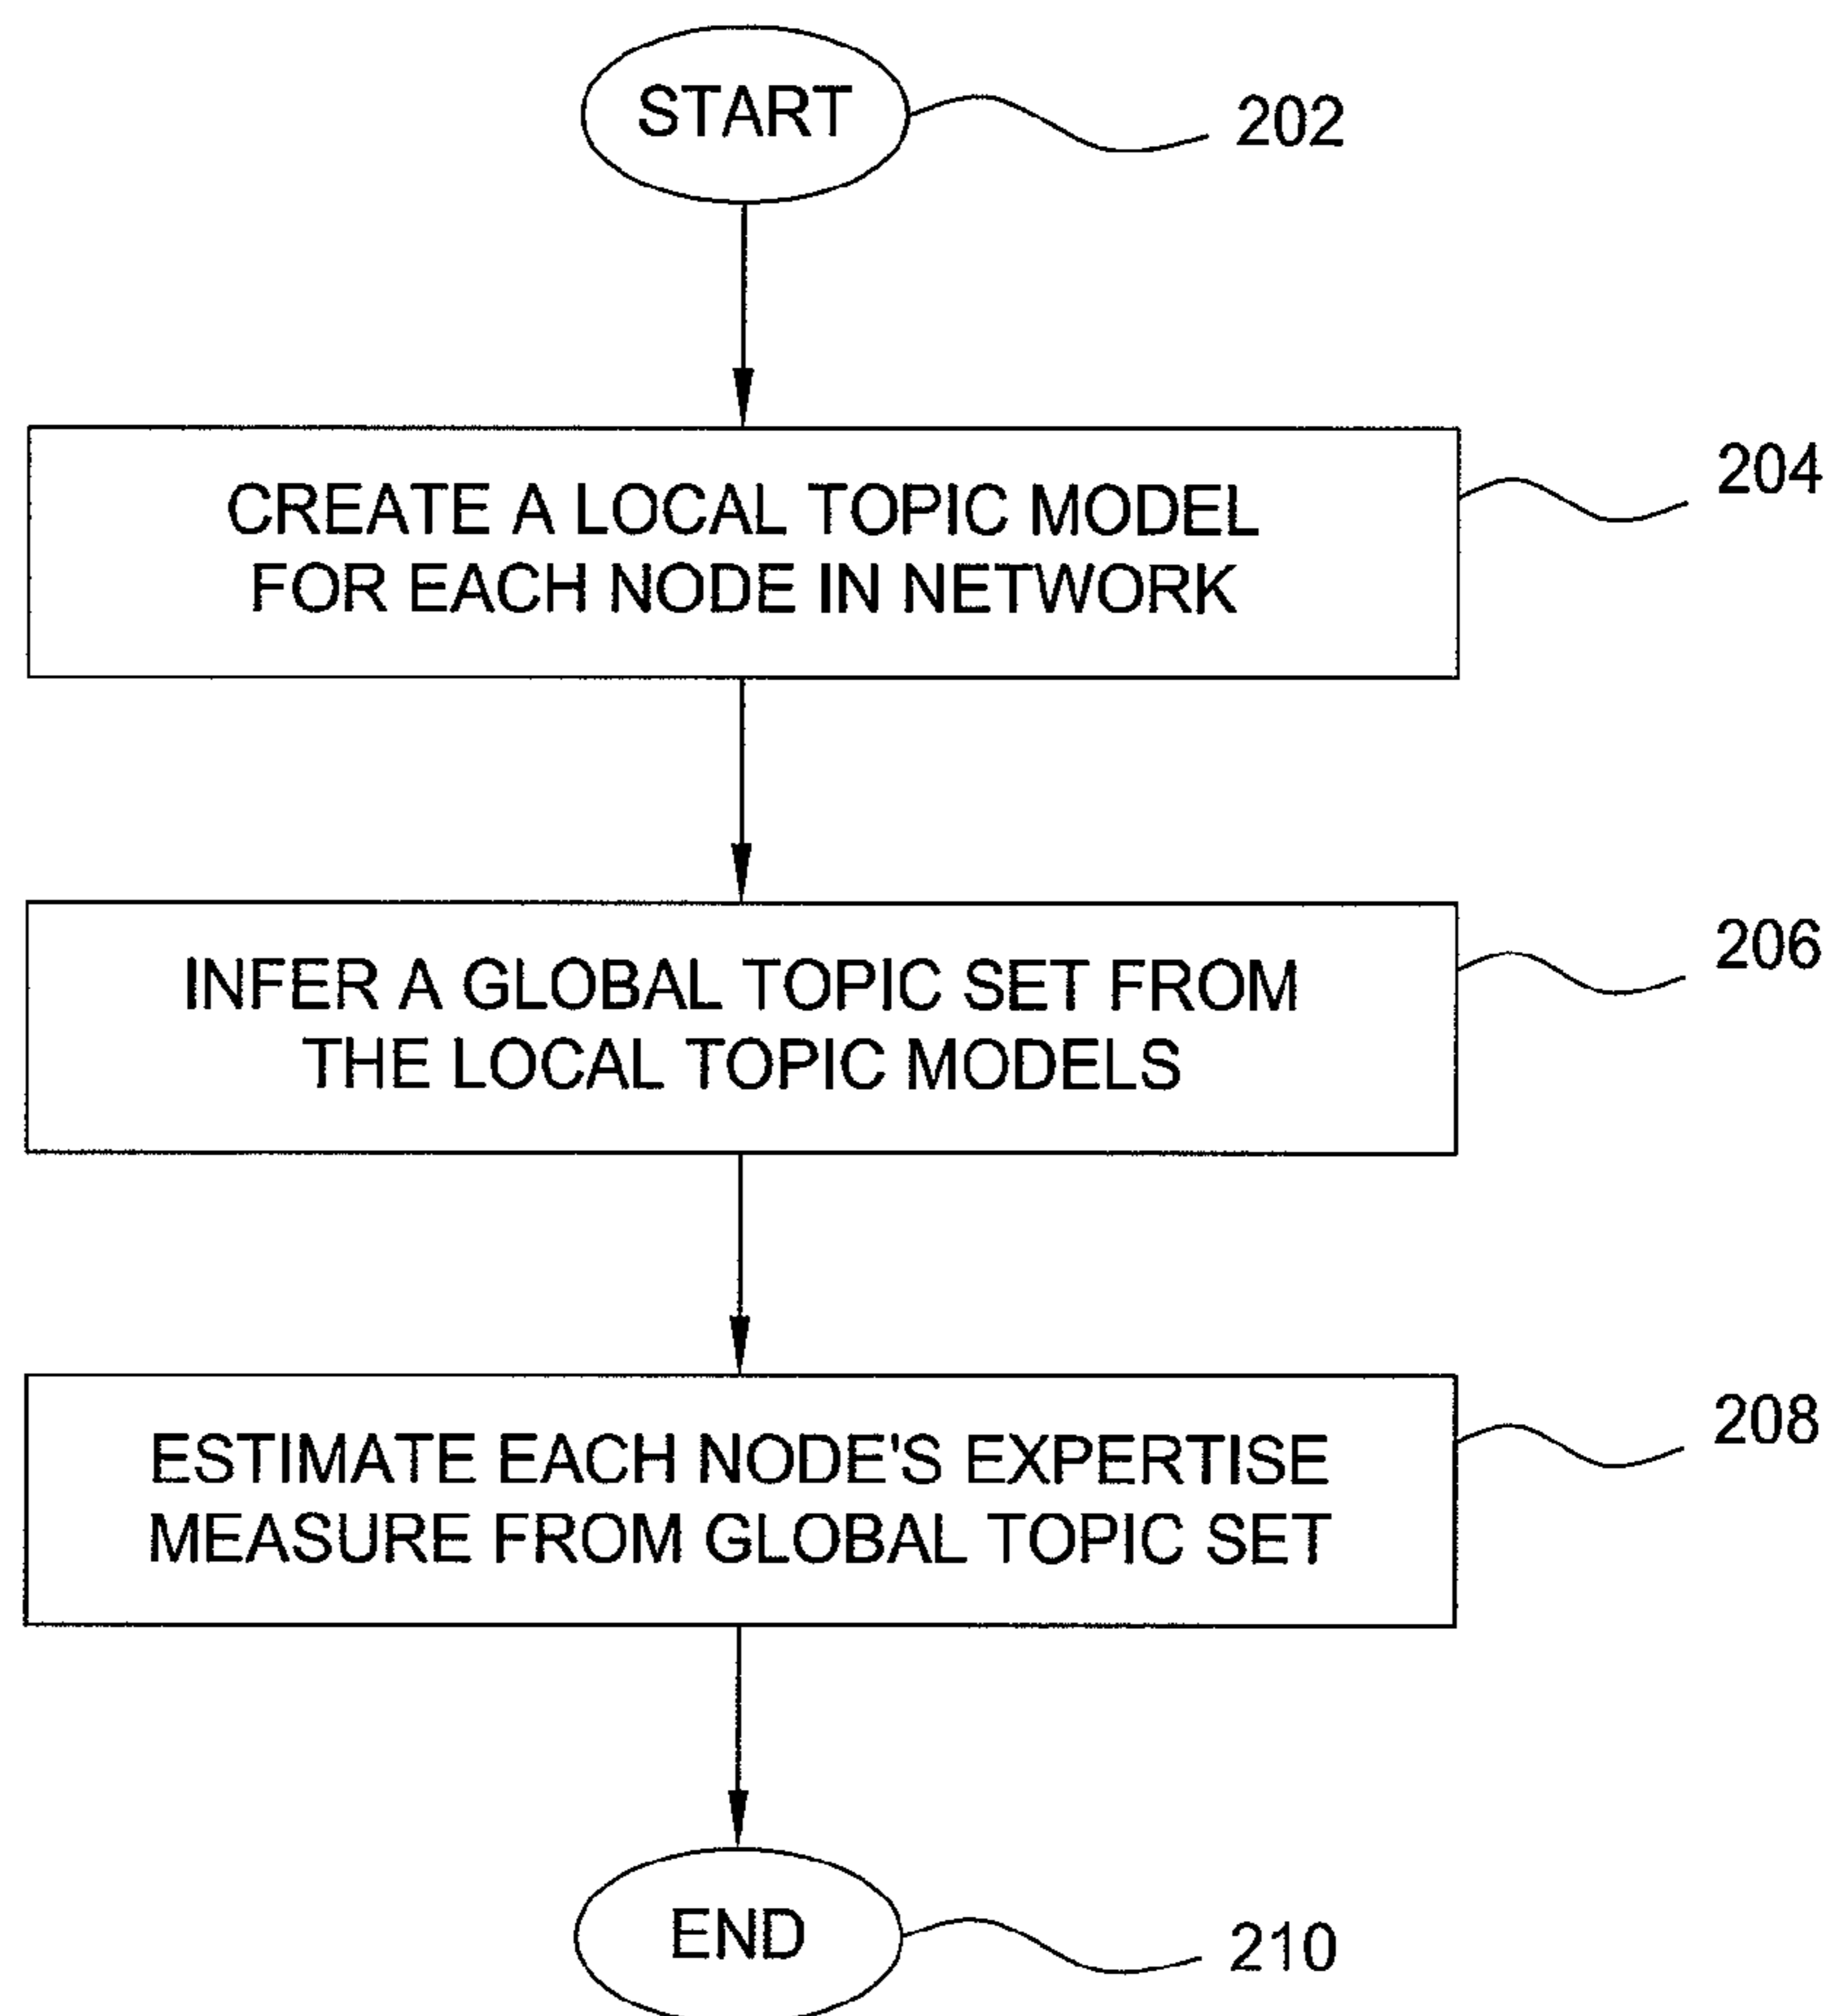 START
202
CREATE A LOCAL TOPIC MODEL
FOR EACH NODE IN NETWORK
204
INFER A GLOBAL TOPIC SET FROM
THE LOCAL TOPIC MODELS
206
ESTIMATE EACH NODE'S EXPERTISE
MEASURE FROM GLOBAL TOPIC SET
208
END
210